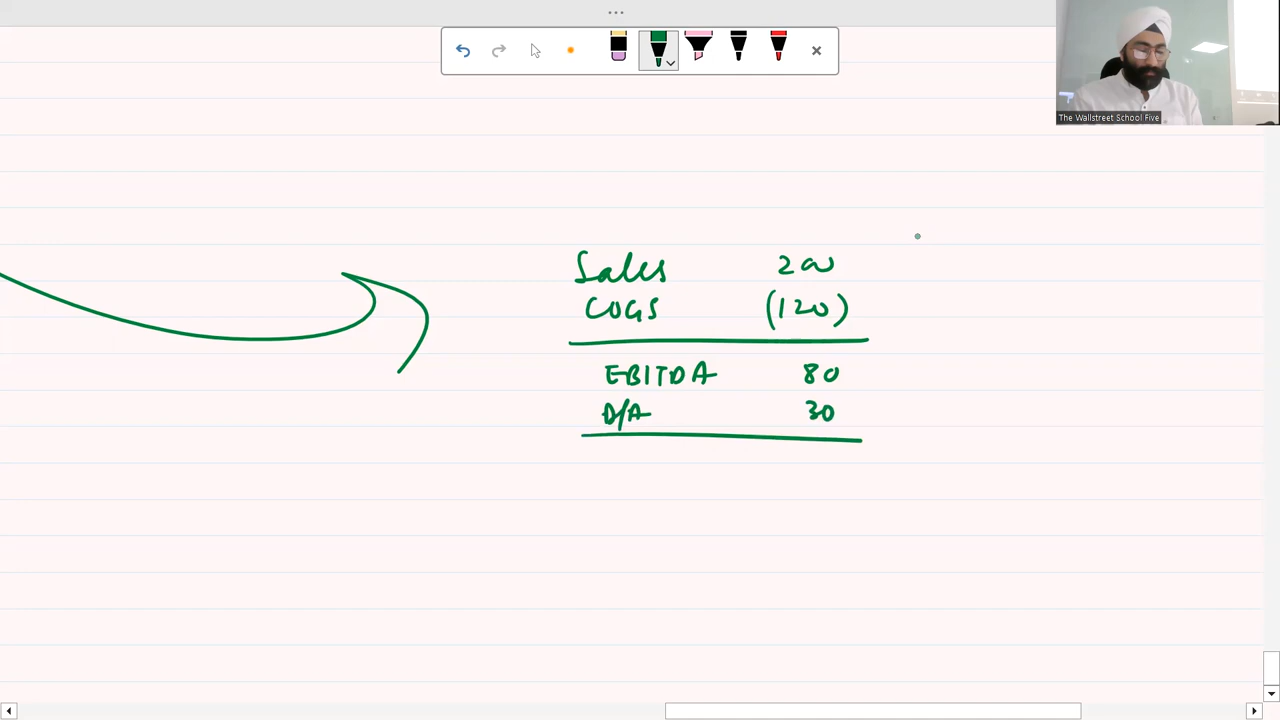 The Wallstreet School Five
Sales 200
COGS (120)
EBITDA 80
D/A 30